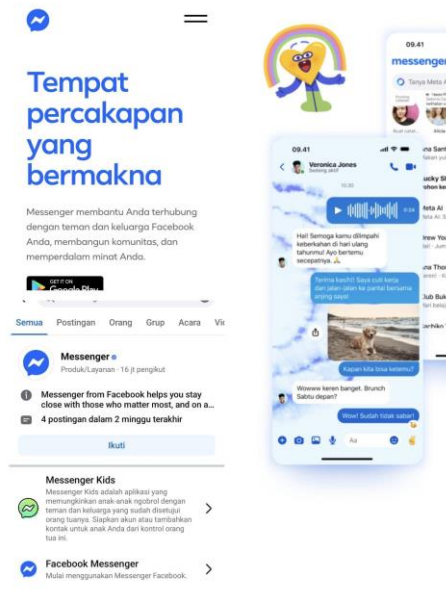 Tempat
percakapan
yang
bermakna
Messenger membantu Anda terhubung
dengan teman dan keluarga Facebook
Anda, membangun komunitas, dan
memperdalam minat Anda.
GET IT ON
Google Play
Semua Postingan Orang Grup Acara
Messenger
Produk/Layanan · 16 jt pengikut
Messenger from Facebook helps you stay
close with those who matter most, and on a...
4 postingan dalam 2 minggu terakhir
Ikuti
Messenger Kids
Messenger Kids adalah aplikasi yang
memungkinkan anak-anak ngobrol dengan
teman dan keluarga yang sudah disetujui
orang tuanya. Siapkan akun atau tambahkan
kontak untuk anak Anda dari kontrol orang
tua ini.
Facebook Messenger
Mulai menggunakan Messenger Facebook.
09.41
messenger
Tanya Meta A
09.41
Veronica Jones
Sedang aktif
10.30
Hai! Semoga kamu dilimpahi
keberkahan di hari ulang
tahunmu! Ayo bertemu
secepatnya.
Terima kasih! Saya cuti kerja
dan jalan-jalan ke pantai bersama
anjing saya!
Kapan kita bisa ketemu?
Wowww keren banget. Brunch
Sabtu depan?
Wow! Sudah tidak sabar!
Aa